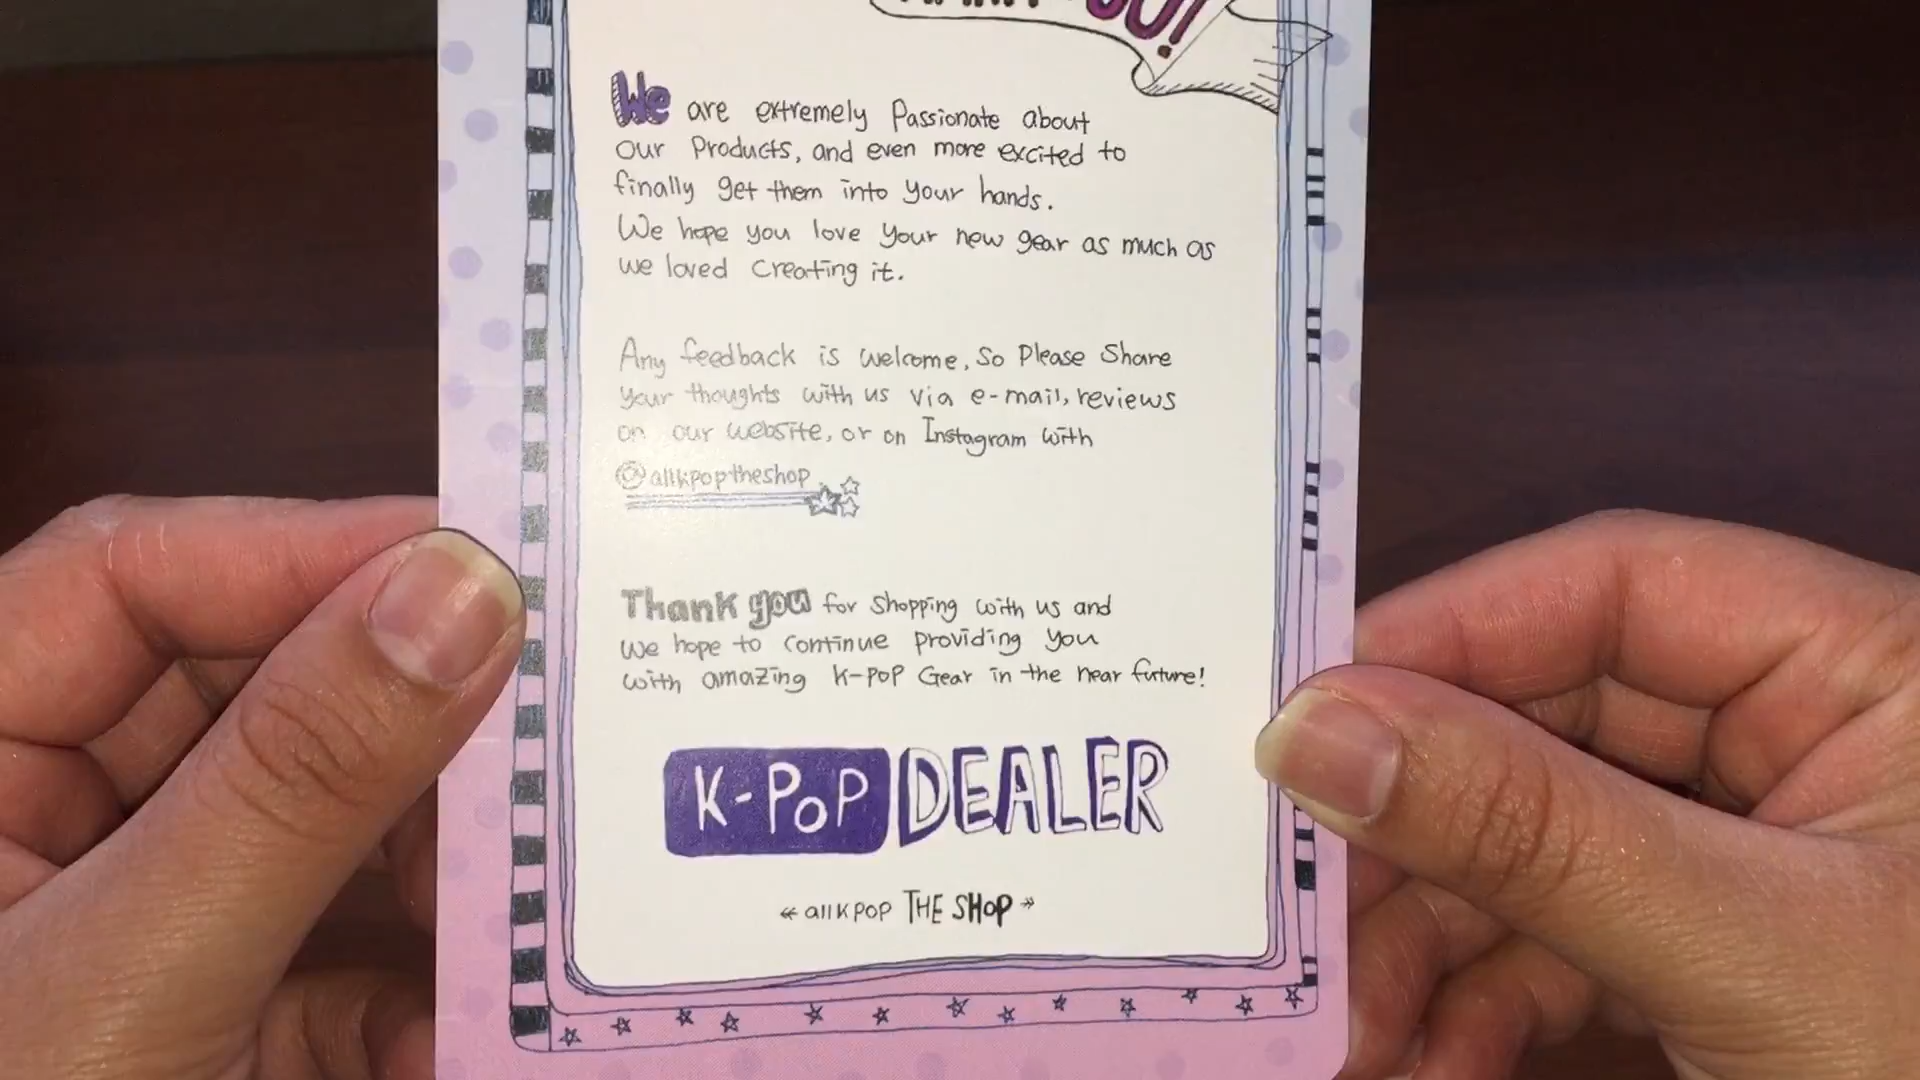 We are extremely Passionate about
our Products, and even more excited to
finally get them into your hands.
We hope you love your new gear as much as
we loved creating it.
Any feedback is welcome, so Please Share
your thoughts with us via e-mail, reviews
on our website, or on Instagram with
@allkpoptheshop
Thank you for shopping with us and
we hope to continue providing you
with amazing K-POP Gear in the near future!
K-PoP DEALER
« allkpop THE SHOP »